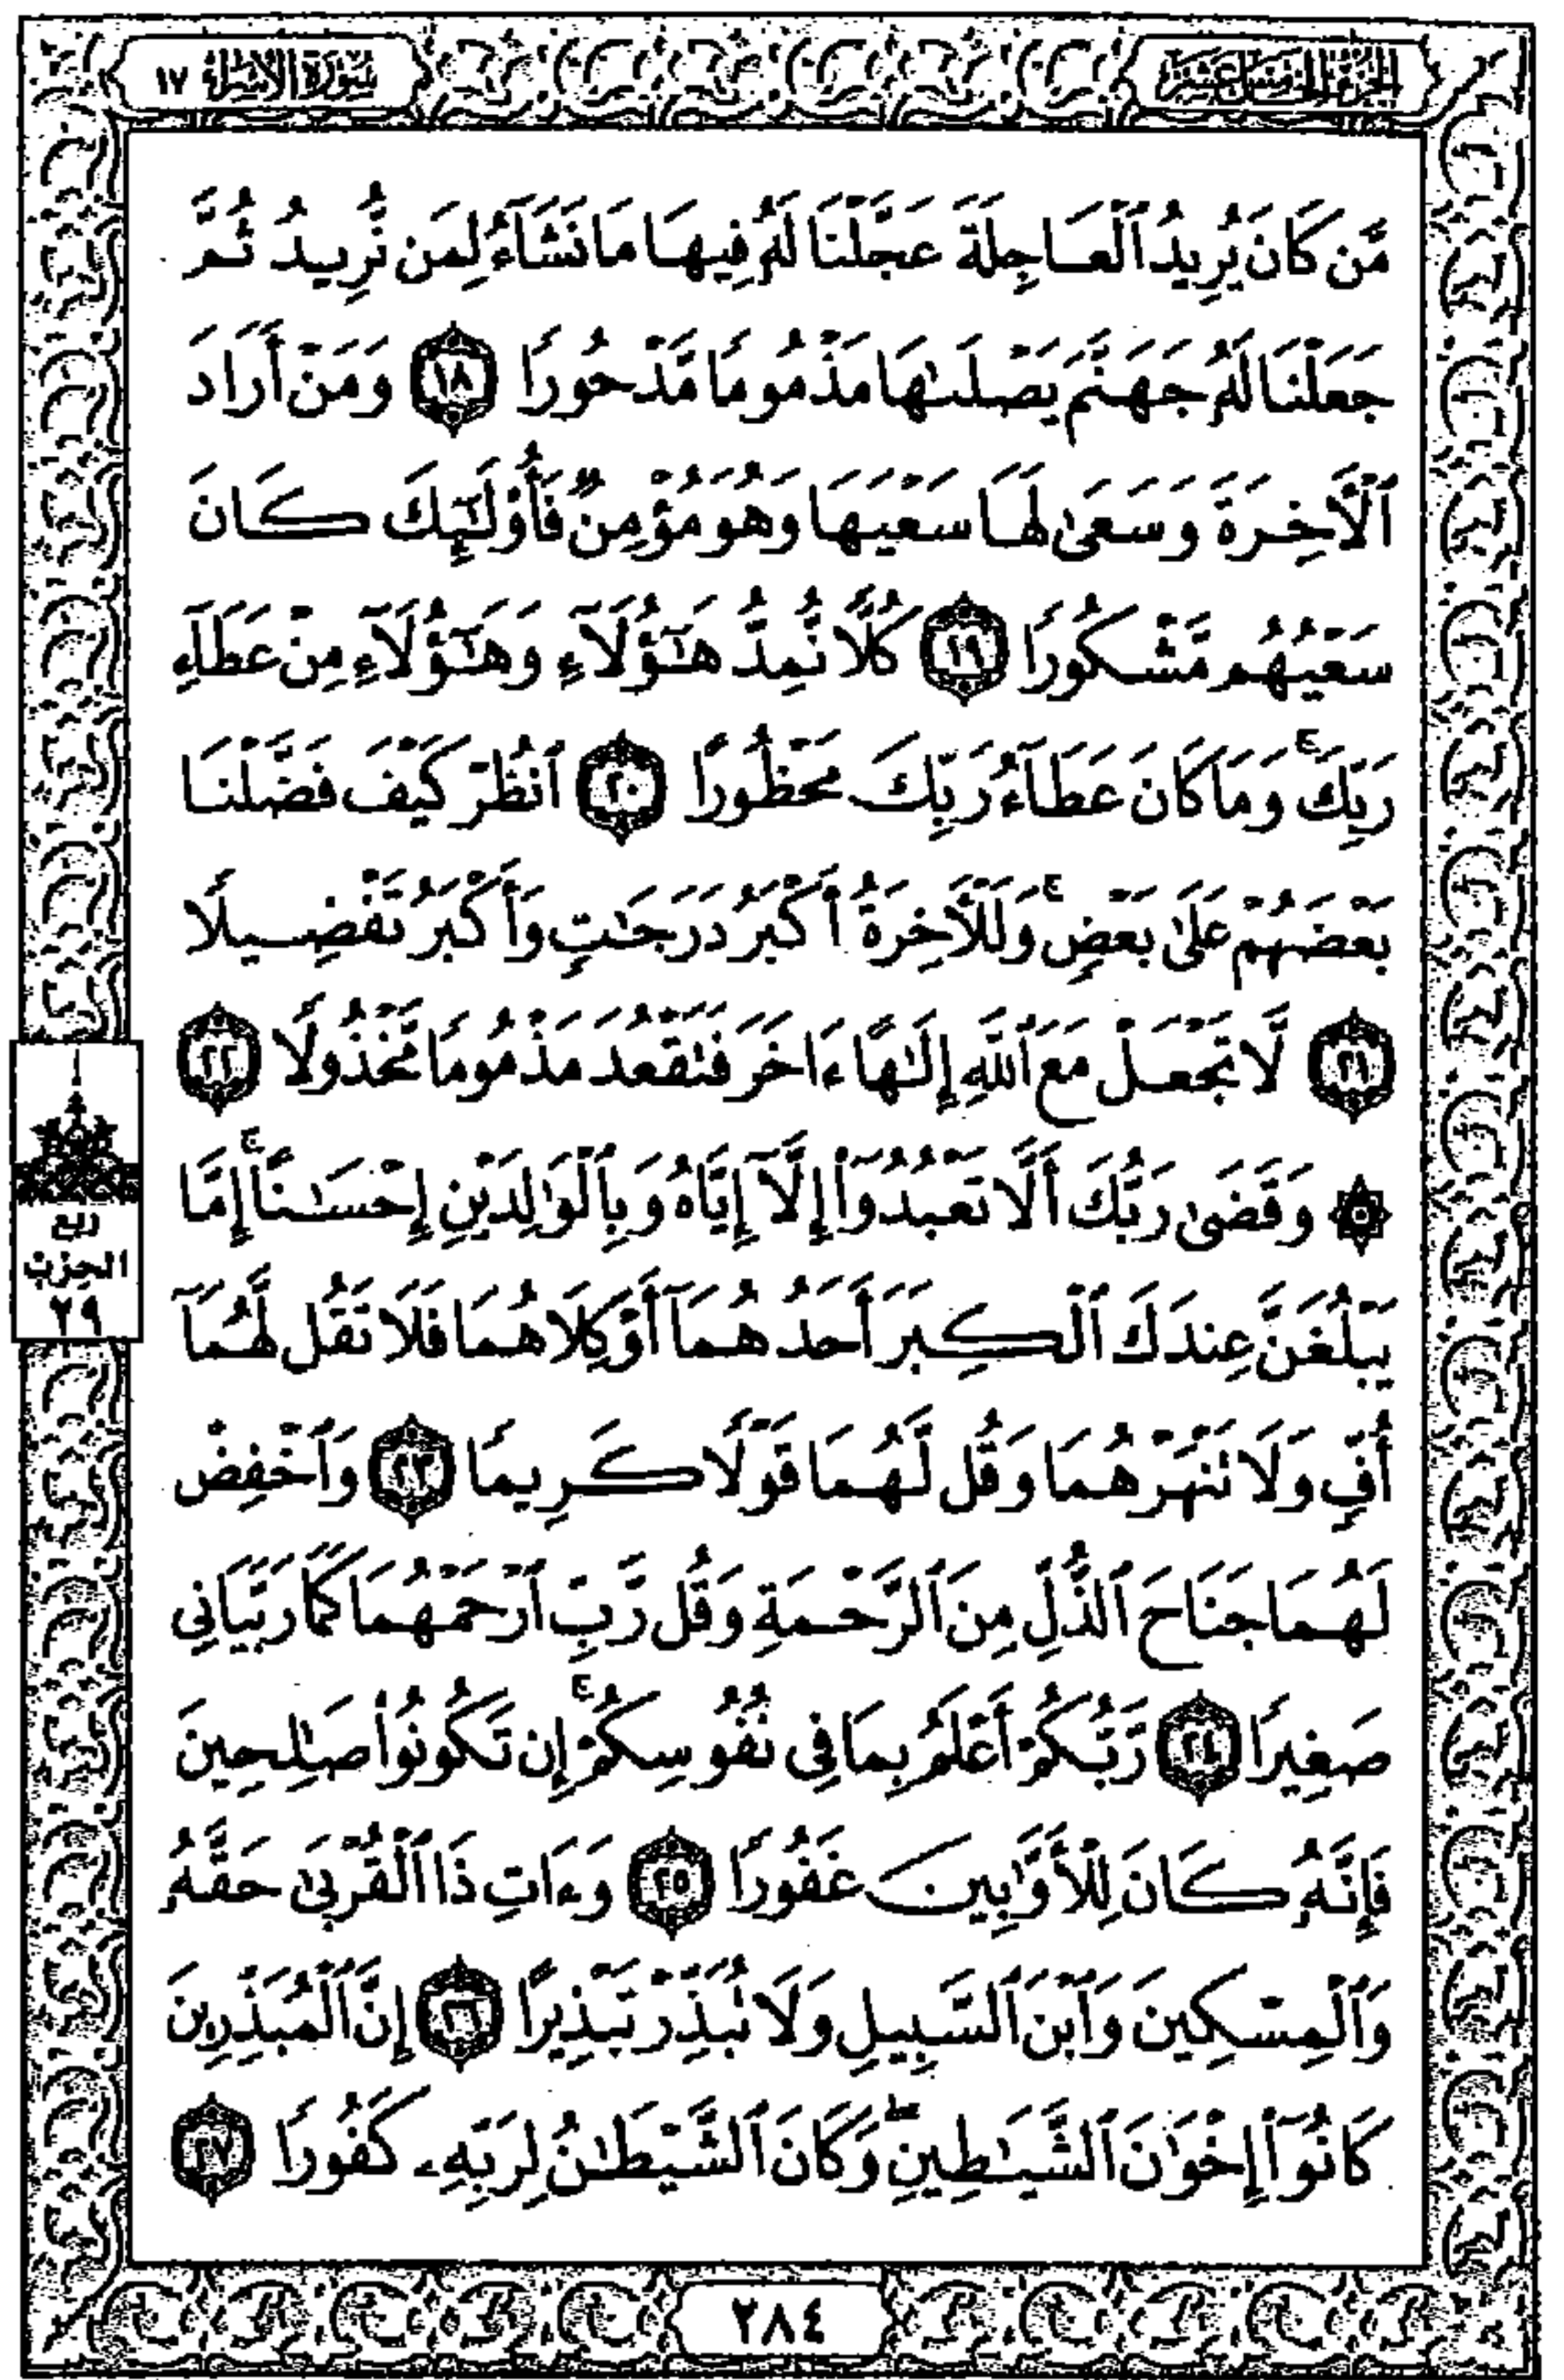 الجزء الخامس عشر
سورة الإسراء ١٧
مَّن كَانَ يُرِيدُ ٱلْعَاجِلَةَ عَجَّلْنَا لَهُۥ فِيهَا مَا نَشَآءُ لِمَن نُّرِيدُ ثُمَّ
جَعَلْنَا لَهُۥ جَهَنَّمَ يَصْلَىٰهَا مَذْمُومًا مَّدْحُورًا ١٨ وَمَنْ أَرَادَ
ٱلْأَخِرَةَ وَسَعَىٰ لَهَا سَعْيَهَا وَهُوَ مُؤْمِنٌ فَأُو۟لَٰٓئِكَ كَانَ
سَعْيُهُم مَّشْكُورًا ١٩ كُلًّا نُّمِدُّ هَٰٓؤُلَآءِ وَهَٰٓؤُلَآءِ مِنْ عَطَآءِ
رَبِّكَۚ وَمَا كَانَ عَطَآءُ رَبِّكَ مَحْظُورًا ٢٠ ٱنظُرْ كَيْفَ فَضَّلْنَا
بَعْضَهُمْ عَلَىٰ بَعْضٍۚ وَلَلْأَخِرَةُ أَكْبَرُ دَرَجَٰتٍ وَأَكْبَرُ تَفْضِيلًا
٢١ لَّا تَجْعَلْ مَعَ ٱللَّهِ إِلَٰهًا ءَاخَرَ فَتَقْعُدَ مَذْمُومًا مَّخْذُولًا ٢٢
۞ وَقَضَىٰ رَبُّكَ أَلَّا تَعْبُدُوٓا۟ إِلَّآ إِيَّاهُ وَبِٱلْوَٰلِدَيْنِ إِحْسَٰنًاۚ إِمَّا
يَبْلُغَنَّ عِندَكَ ٱلْكِبَرَ أَحَدُهُمَآ أَوْ كِلَاهُمَا فَلَا تَقُل لَّهُمَآ
أُفٍّ وَلَا تَنْهَرْهُمَا وَقُل لَّهُمَا قَوْلًا كَرِيمًا ٢٣ وَٱخْفِضْ
لَهُمَا جَنَاحَ ٱلذُّلِّ مِنَ ٱلرَّحْمَةِ وَقُل رَّبِّ ٱرْحَمْهُمَا كَمَا رَبَّيَانِى
صَغِيرًا ٢٤ رَّبُّكُمْ أَعْلَمُ بِمَا فِى نُفُوسِكُمْۚ إِن تَكُونُوا۟ صَٰلِحِينَ
فَإِنَّهُۥ كَانَ لِلْأَوَّٰبِينَ غَفُورًا ٢٥ وَءَاتِ ذَا ٱلْقُرْبَىٰ حَقَّهُۥ
وَٱلْمِسْكِينَ وَٱبْنَ ٱلسَّبِيلِ وَلَا تُبَذِّرْ تَبْذِيرًا ٢٦ إِنَّ ٱلْمُبَذِّرِينَ
كَانُوٓا۟ إِخْوَٰنَ ٱلشَّيَٰطِينِۖ وَكَانَ ٱلشَّيْطَٰنُ لِرَبِّهِۦ كَفُورًا ٢٧
ربع
الحزب
٢٩
٢٨٤